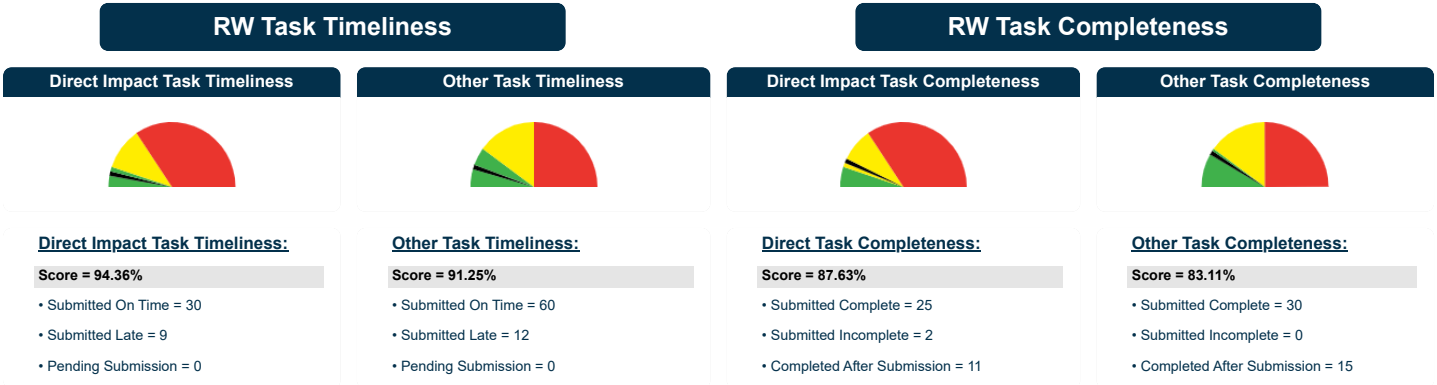 RW Task Timeliness
RW Task Completeness
Direct Impact Task Timeliness
Other Task Timeliness
Direct Impact Task Completeness
Other Task Completeness
Direct Impact Task Timeliness:
Score = 94.36%
• Submitted On Time = 30
• Submitted Late = 9
• Pending Submission = 0
Other Task Timeliness:
Score = 91.25%
• Submitted On Time = 60
• Submitted Late = 12
• Pending Submission = 0
Direct Task Completeness:
Score = 87.63%
• Submitted Complete = 25
• Submitted Incomplete = 2
• Completed After Submission = 11
Other Task Completeness:
Score = 83.11%
• Submitted Complete = 30
• Submitted Incomplete = 0
• Completed After Submission = 15